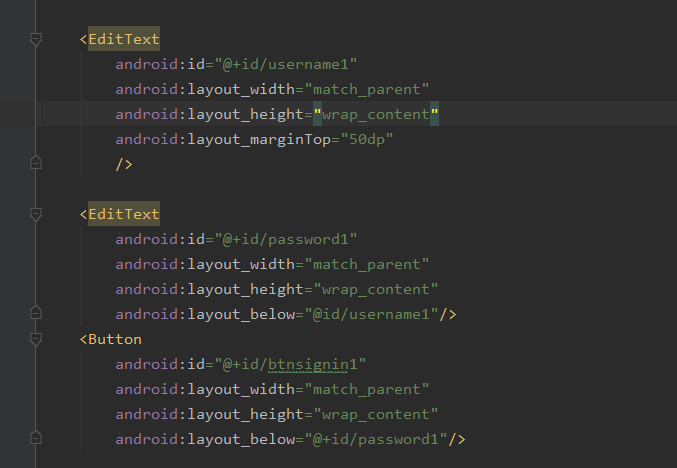 <EditText
android:id="@+id/username1"
android:layout_width="match_parent"
android:layout_height="wrap_content"
android:layout_marginTop="50dp"
/>
<EditText
android:id="@+id/password1"
android:layout_width="match_parent"
android:layout_height="wrap_content"
android:layout_below="@id/username1"/>
<Button
android:id="@+id/btnsignin1"
android:layout_width="match_parent"
android:layout_height="wrap_content"
android:layout_below="@+id/password1"/>